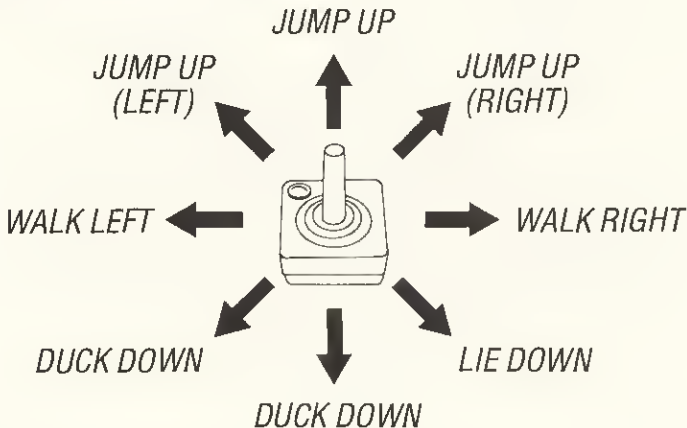 JUMP UP
JUMP UP
(LEFT)
JUMP UP
(RIGHT)
WALK LEFT
WALK RIGHT
DUCK DOWN
LIE DOWN
DUCK DOWN